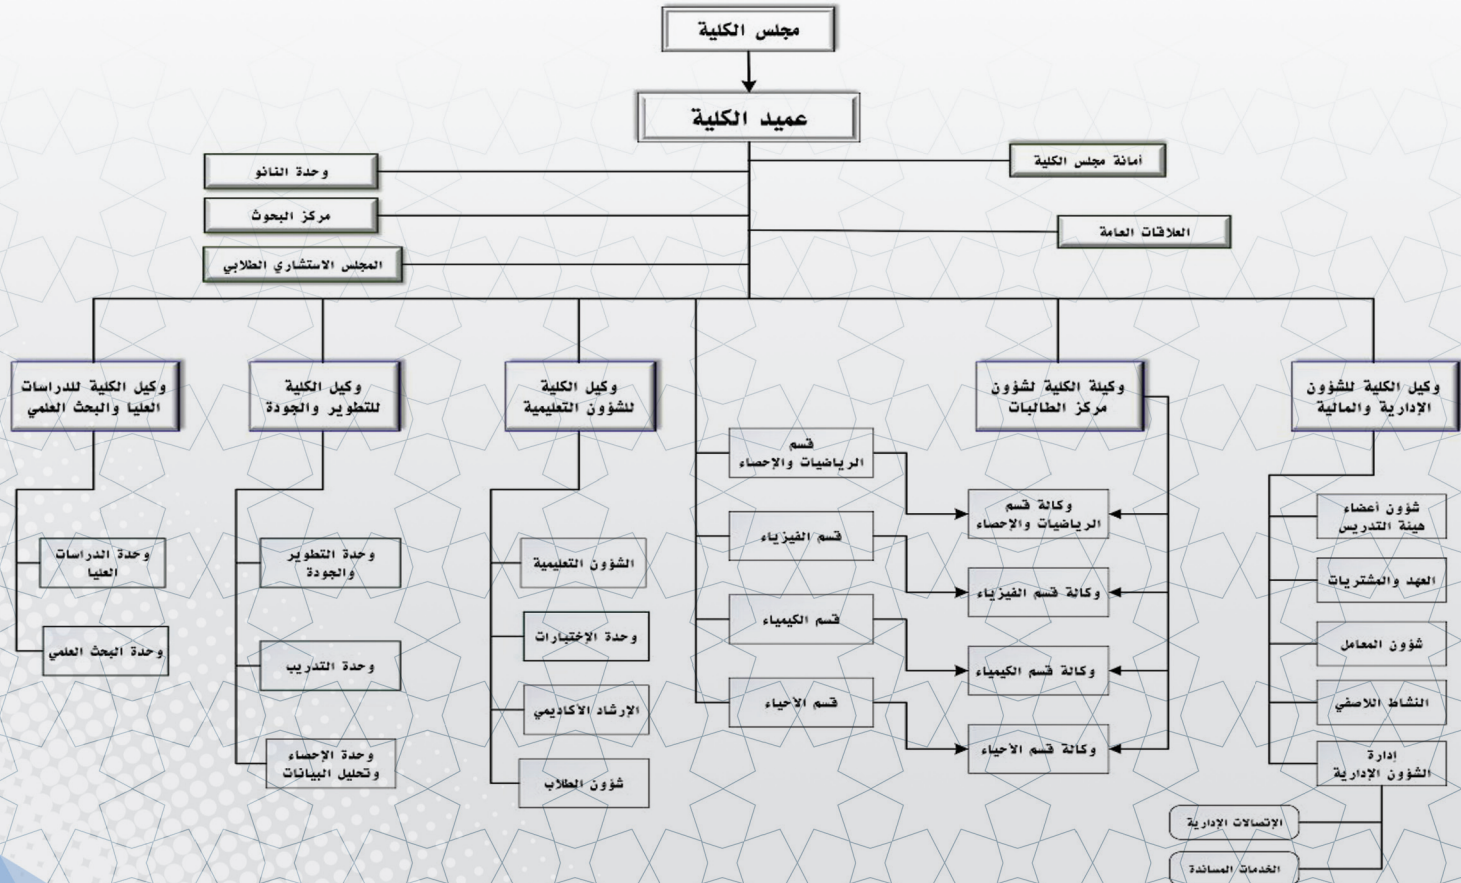 مجلس الكلية
عميد الكلية
أمانة مجلس الكلية
وحدة النانو
مركز البحوث
العلاقات العامة
المجلس الاستشاري الطلابي
وكيل الكلية للشؤون
الإدارية والمالية
وكيلة الكلية لشؤون
مركز الطالبات
وكيل الكلية
للشؤون التعليمية
وكيل الكلية
للتطوير والجودة
وكيل الكلية للدراسات
العليا والبحث العلمي
شؤون أعضاء
هيئة التدريس
العهد والمشتريات
شؤون المعامل
النشاط اللاصفي
إدارة
الشؤون الإدارية
الإتصالات الإدارية
الخدمات المساندة
وكالة قسم
الرياضيات والإحصاء
وكالة قسم الفيزياء
وكالة قسم الكيمياء
وكالة قسم الأحياء
قسم
الرياضيات والإحصاء
قسم الفيزياء
قسم الكيمياء
قسم الأحياء
الشؤون التعليمية
وحدة الإختبارات
الإرشاد الأكاديمي
شؤون الطلاب
وحدة التطوير
والجودة
وحدة التدريب
وحدة الإحصاء
وتحليل البيانات
وحدة الدراسات
العليا
وحدة البحث العلمي